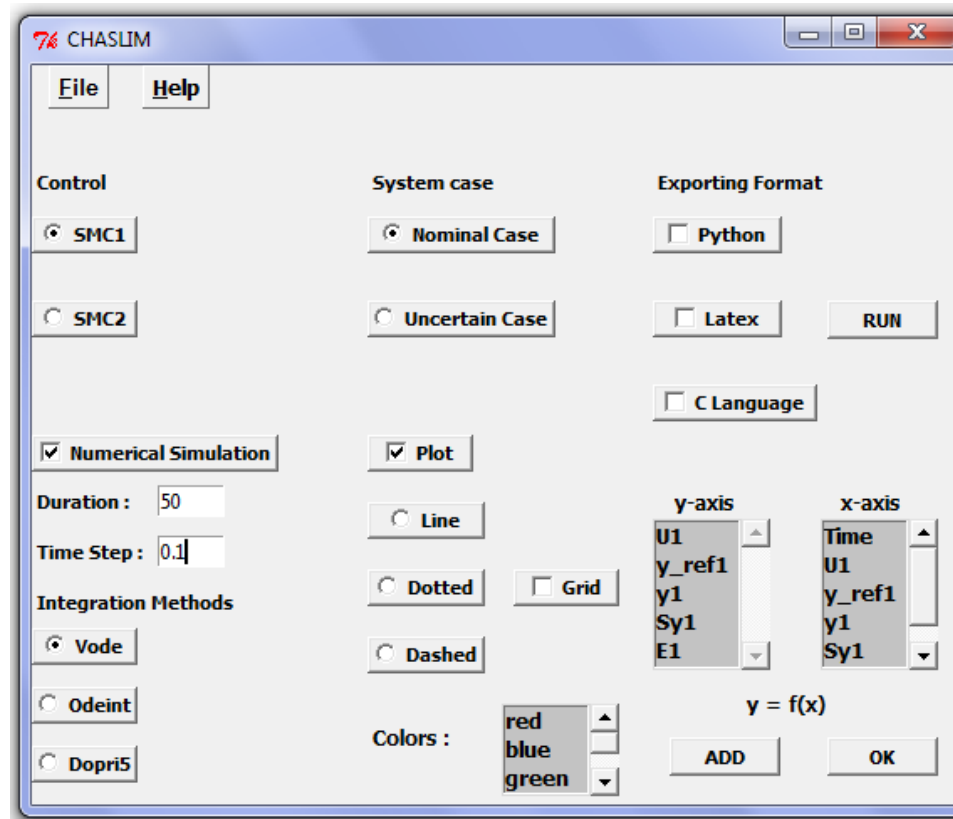 CHASLIM
File Help
Control System case Exporting Format
SMC1 Nominal Case Python
SMC2 Uncertain Case Latex RUN
C Language
Numerical Simulation Plot
Duration : 50 y-axis x-axis
Line
U1 Time
Time Step : 0.1 y_ref1 U1
Dotted Grid y1 y_ref1
Integration Methods Sy1 y1
Vode Dashed E1 Sy1
Odeint y = f(x)
Colors : red
blue ADD OK
Dopri5 green